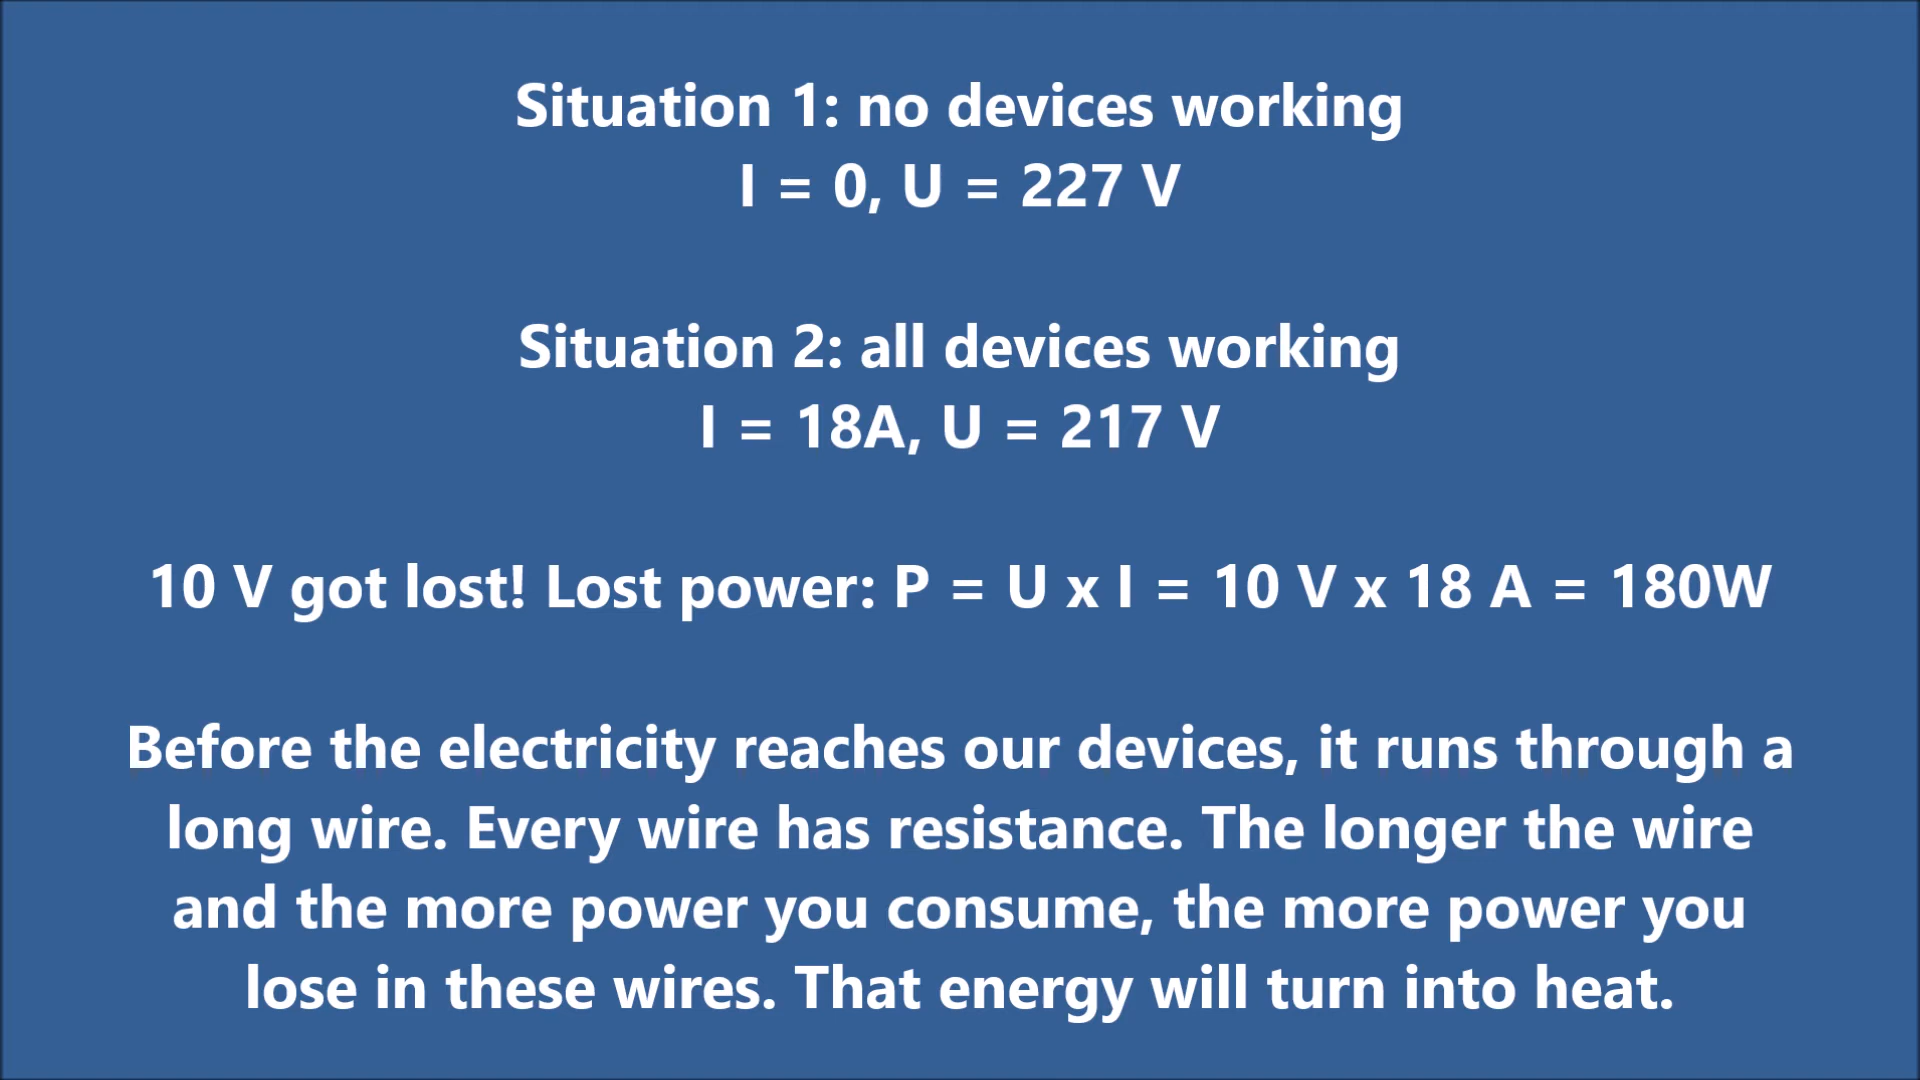 Situation 1: no devices working
I = 0, U = 227 V
Situation 2: all devices working
I = 18A, U = 217 V
10 V got lost! Lost power: P = U x I = 10 V x 18 A = 180W
Before the electricity reaches our devices, it runs through a
long wire. Every wire has resistance. The longer the wire
and the more power you consume, the more power you
lose in these wires. That energy will turn into heat.